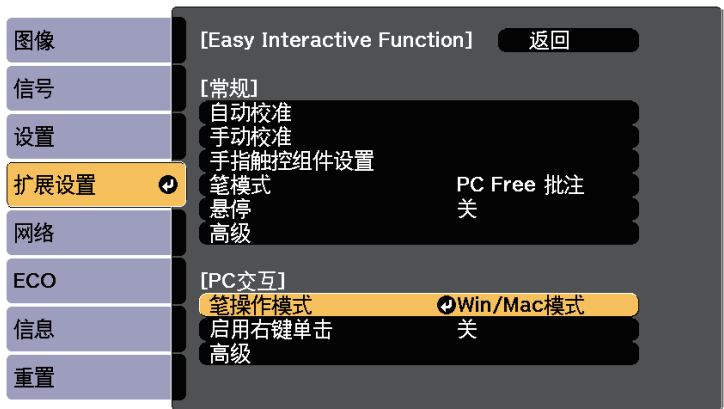 图像
信号
设置
扩展设置
网络
ECO
信息
重置
[Easy Interactive Function] 返回
[常规]
自动校准
手动校准
手指触控组件设置
笔模式 PC Free 批注
悬停 关
高级
[PC交互]
笔操作模式 Win/Mac模式
启用右键单击 关
高级